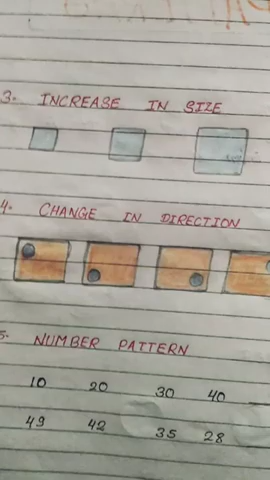 3. INCREASE IN SIZE
4. CHANGE IN DIRECTION
5. NUMBER PATTERN
10 20 30 40
49 42 35 28